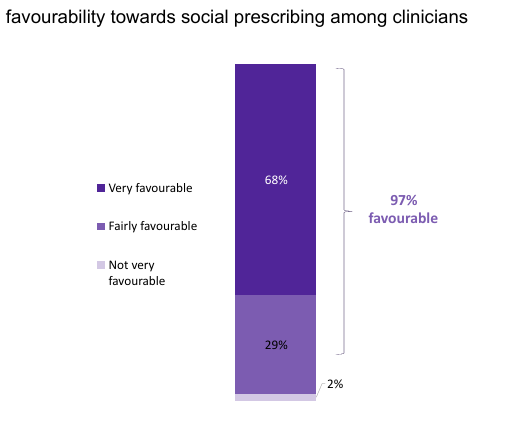 favourability towards social prescribing among clinicians
68%
Very favourable
97%
favourable
Fairly favourable
Not very
favourable
29%
2%